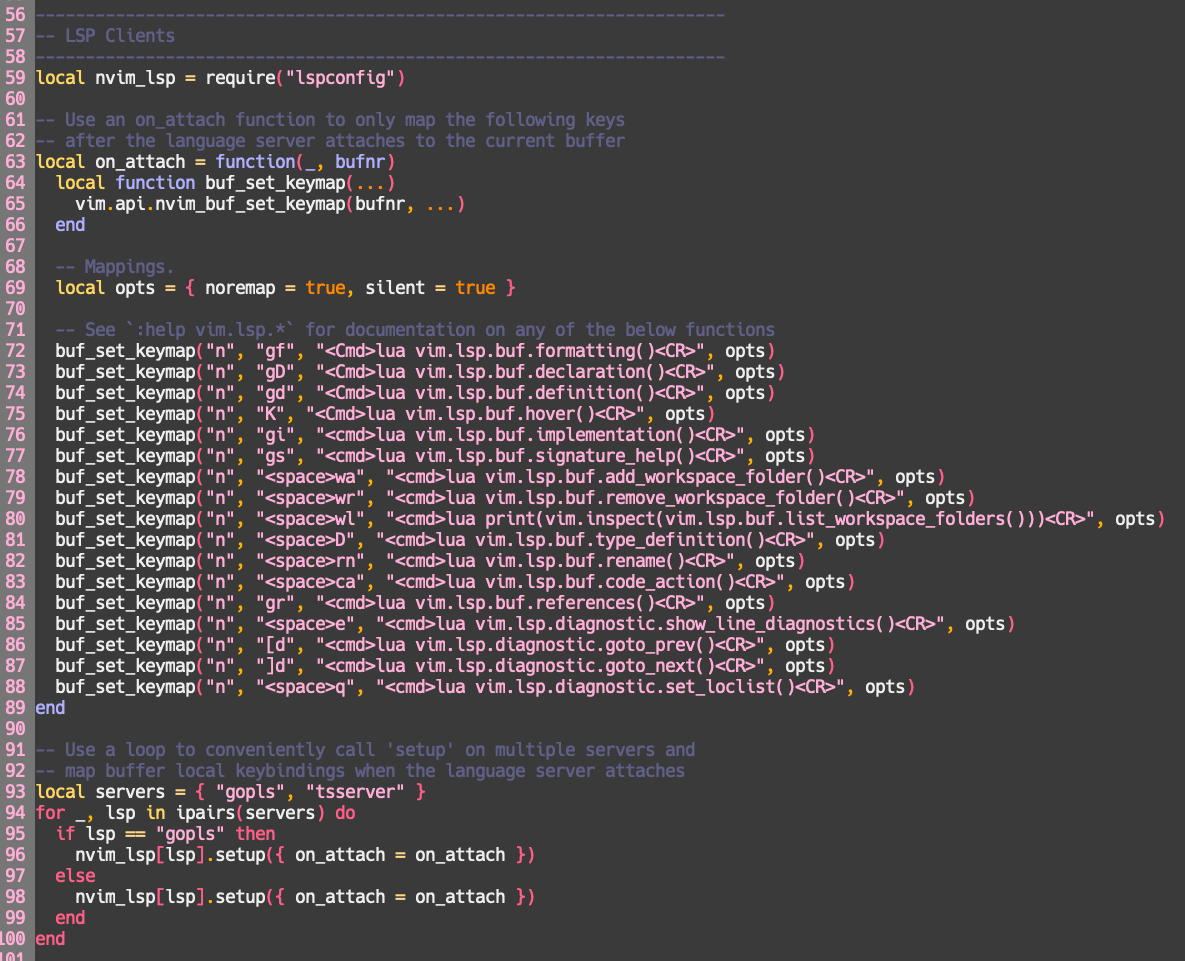 56 ---------------------------------------------------------------------
57 -- LSP Clients
58 ---------------------------------------------------------------------
59 local nvim_lsp = require("lspconfig")
60
61 -- Use an on_attach function to only map the following keys
62 -- after the language server attaches to the current buffer
63 local on_attach = function(_, bufnr)
64   local function buf_set_keymap(...)
65     vim.api.nvim_buf_set_keymap(bufnr, ...)
66   end
67
68   -- Mappings.
69   local opts = { noremap = true, silent = true }
70
71   -- See `:help vim.lsp.*` for documentation on any of the below functions
72   buf_set_keymap("n", "gf", "<Cmd>lua vim.lsp.buf.formatting()<CR>", opts)
73   buf_set_keymap("n", "gD", "<Cmd>lua vim.lsp.buf.declaration()<CR>", opts)
74   buf_set_keymap("n", "gd", "<Cmd>lua vim.lsp.buf.definition()<CR>", opts)
75   buf_set_keymap("n", "K", "<Cmd>lua vim.lsp.buf.hover()<CR>", opts)
76   buf_set_keymap("n", "gi", "<cmd>lua vim.lsp.buf.implementation()<CR>", opts)
77   buf_set_keymap("n", "gs", "<cmd>lua vim.lsp.buf.signature_help()<CR>", opts)
78   buf_set_keymap("n", "<space>wa", "<cmd>lua vim.lsp.buf.add_workspace_folder()<CR>", opts)
79   buf_set_keymap("n", "<space>wr", "<cmd>lua vim.lsp.buf.remove_workspace_folder()<CR>", opts)
80   buf_set_keymap("n", "<space>wl", "<cmd>lua print(vim.inspect(vim.lsp.buf.list_workspace_folders()))<CR>", opts)
81   buf_set_keymap("n", "<space>D", "<cmd>lua vim.lsp.buf.type_definition()<CR>", opts)
82   buf_set_keymap("n", "<space>rn", "<cmd>lua vim.lsp.buf.rename()<CR>", opts)
83   buf_set_keymap("n", "<space>ca", "<cmd>lua vim.lsp.buf.code_action()<CR>", opts)
84   buf_set_keymap("n", "gr", "<cmd>lua vim.lsp.buf.references()<CR>", opts)
85   buf_set_keymap("n", "<space>e", "<cmd>lua vim.lsp.diagnostic.show_line_diagnostics()<CR>", opts)
86   buf_set_keymap("n", "[d", "<cmd>lua vim.lsp.diagnostic.goto_prev()<CR>", opts)
87   buf_set_keymap("n", "]d", "<cmd>lua vim.lsp.diagnostic.goto_next()<CR>", opts)
88   buf_set_keymap("n", "<space>q", "<cmd>lua vim.lsp.diagnostic.set_loclist()<CR>", opts)
89 end
90
91 -- Use a loop to conveniently call 'setup' on multiple servers and
92 -- map buffer local keybindings when the language server attaches
93 local servers = { "gopls", "tsserver" }
94 for _, lsp in ipairs(servers) do
95   if lsp == "gopls" then
96     nvim_lsp[lsp].setup({ on_attach = on_attach })
97   else
98     nvim_lsp[lsp].setup({ on_attach = on_attach })
99   end
100 end
101